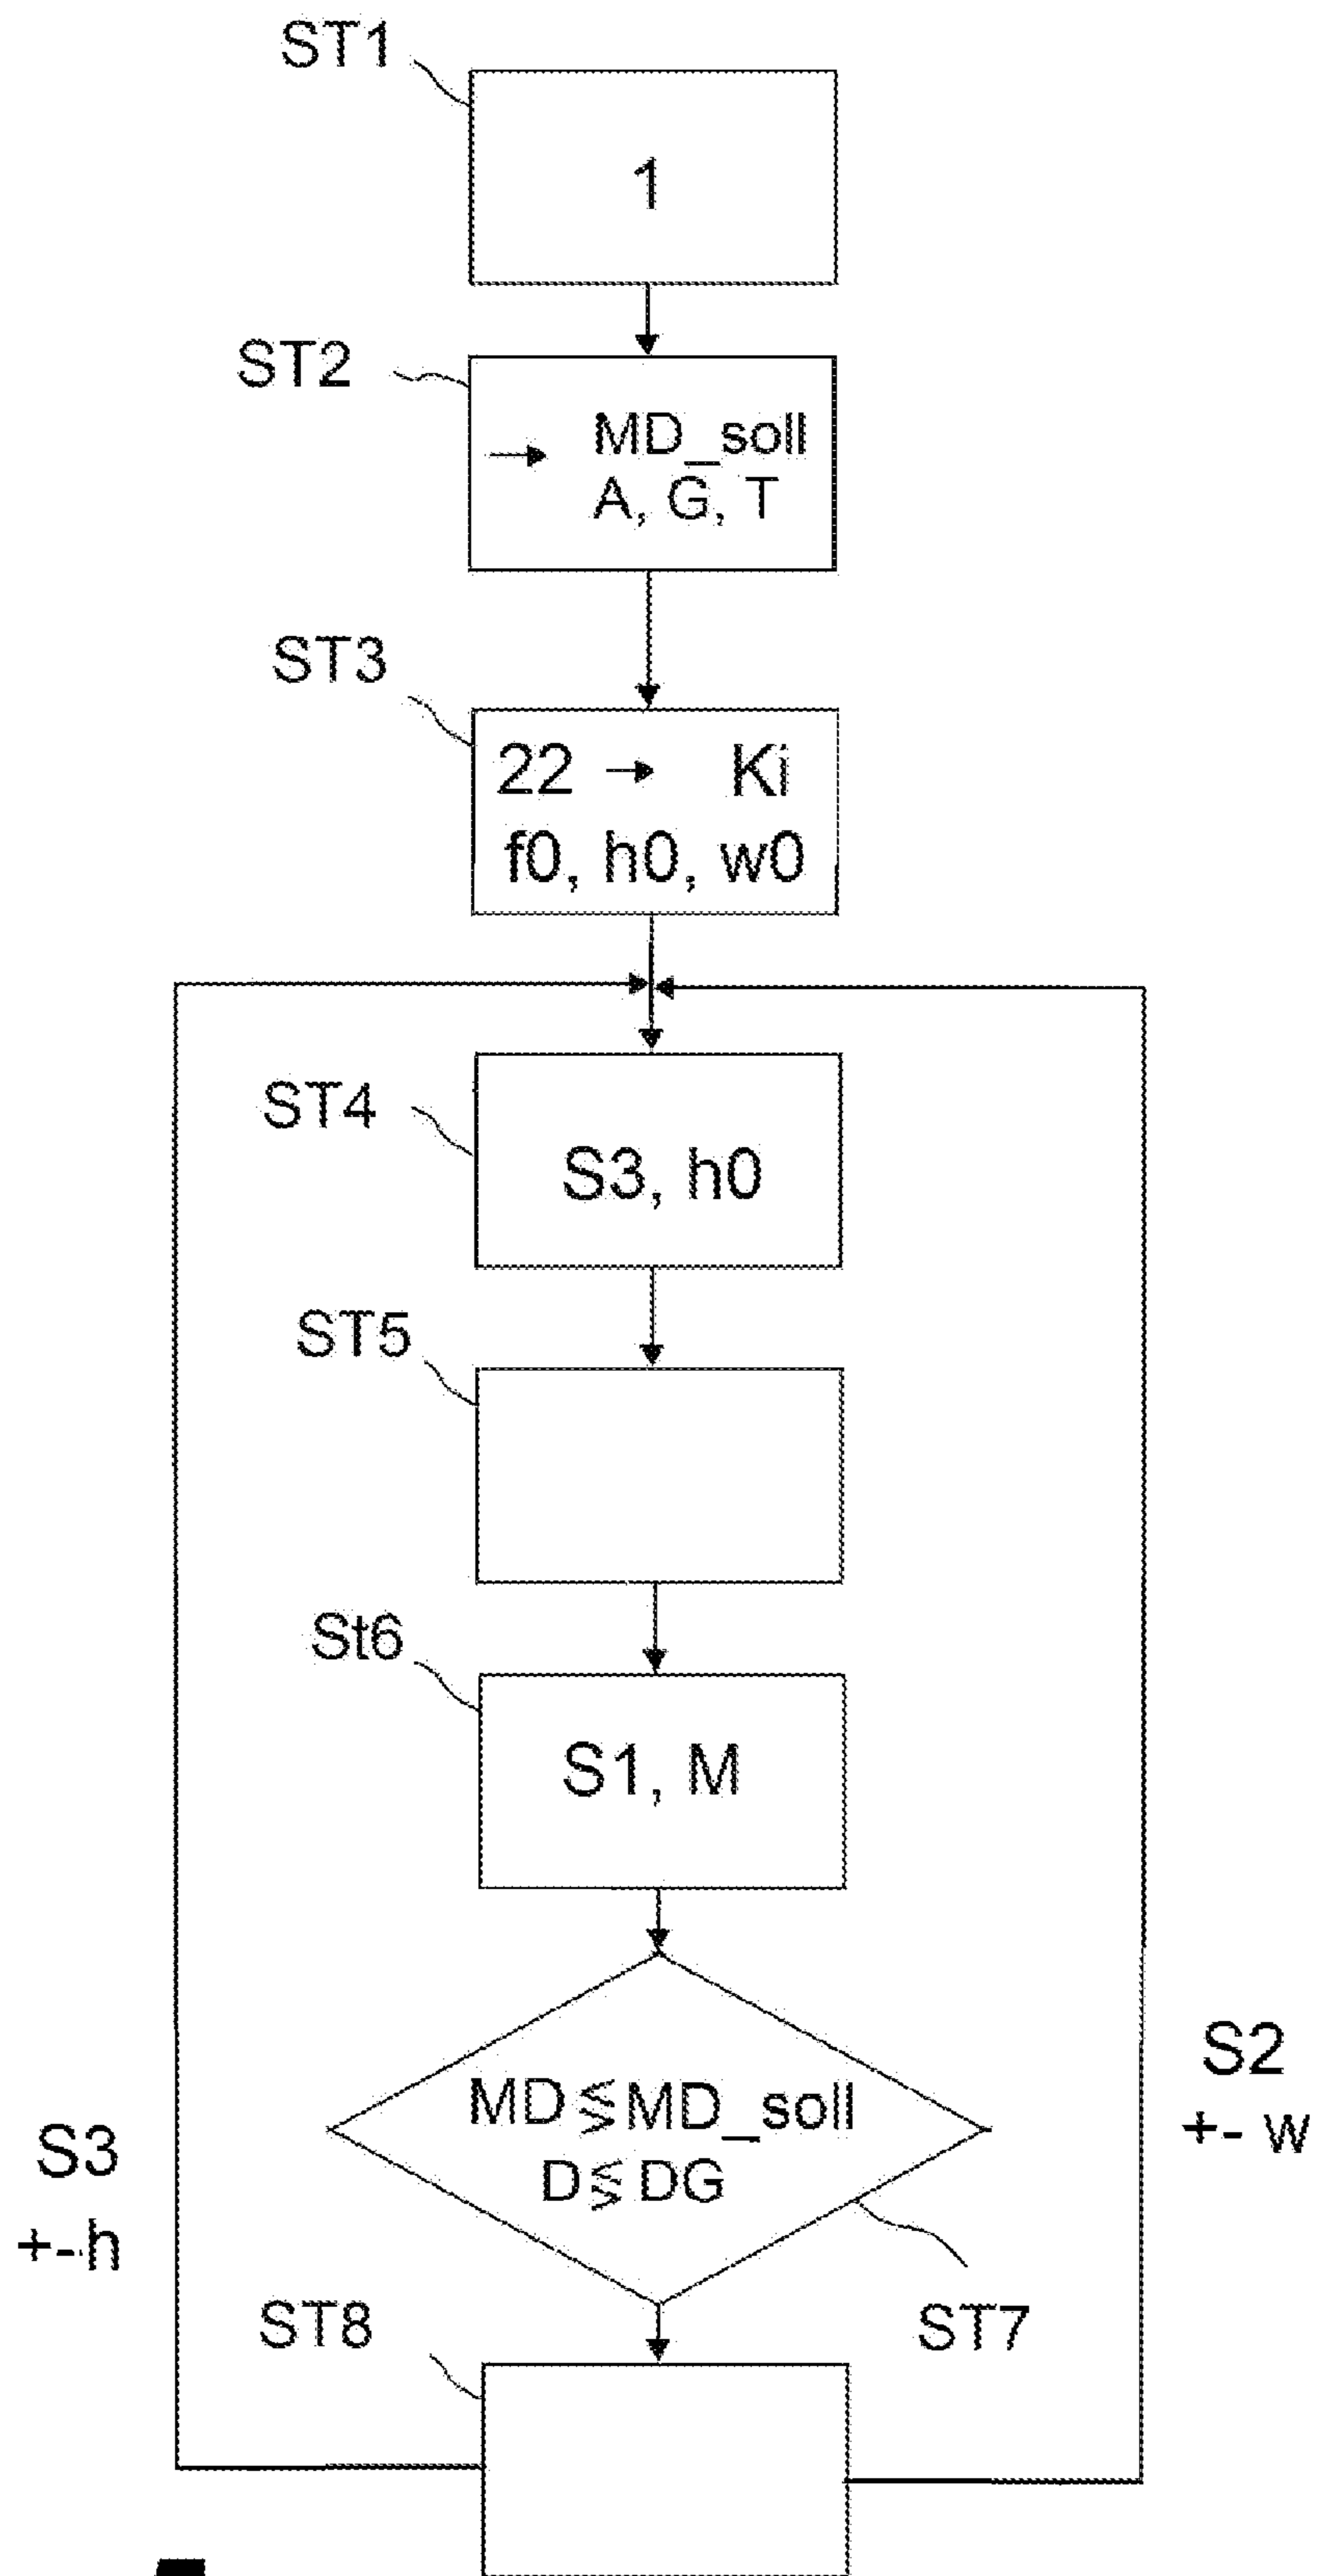 ST1
1
ST2
→ MD_soll
A, G, T
ST3
22 → Ki
f0, h0, w0
ST4
S3, h0
ST5
St6
S1, M
MD ⋚ MD_soll
D ⋚ DG
S2
+- w
S3
+-h
ST8
ST7